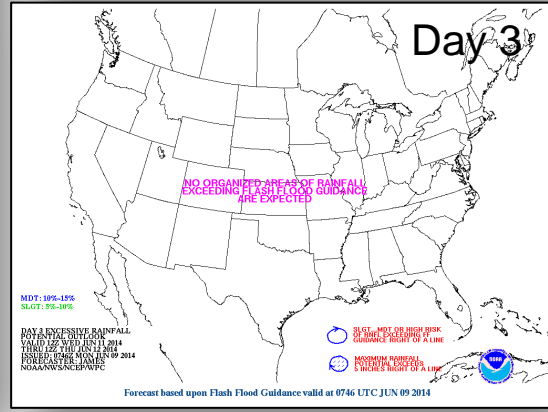 Day 3
NO ORGANIZED AREAS OF RAINFALL
EXCEEDING FLASH FLOOD GUIDANCE
ARE EXPECTED
MDT: 10%-15%
SLGT: 5%-10%
DAY 3 EXCESSIVE RAINFALL
POTENTIAL OUTLOOK
VALID 12Z WED JUN 11 2014
THRU 12Z THU JUN 12 2014
ISSUED: 0746Z MON JUN 09 2014
FORECASTER: JAMES
NOAA/NWS/NCEP/WPC
SLGT, MDT OR HIGH RISK
OF RNFL EXCEEDING FF
GUIDANCE RIGHT OF A LINE
MAXIMUM RAINFALL
POTENTIAL EXCEEDS
5 INCHES RIGHT OF A LINE
NOAA
Forecast based upon Flash Flood Guidance valid at 0746 UTC JUN 09 2014